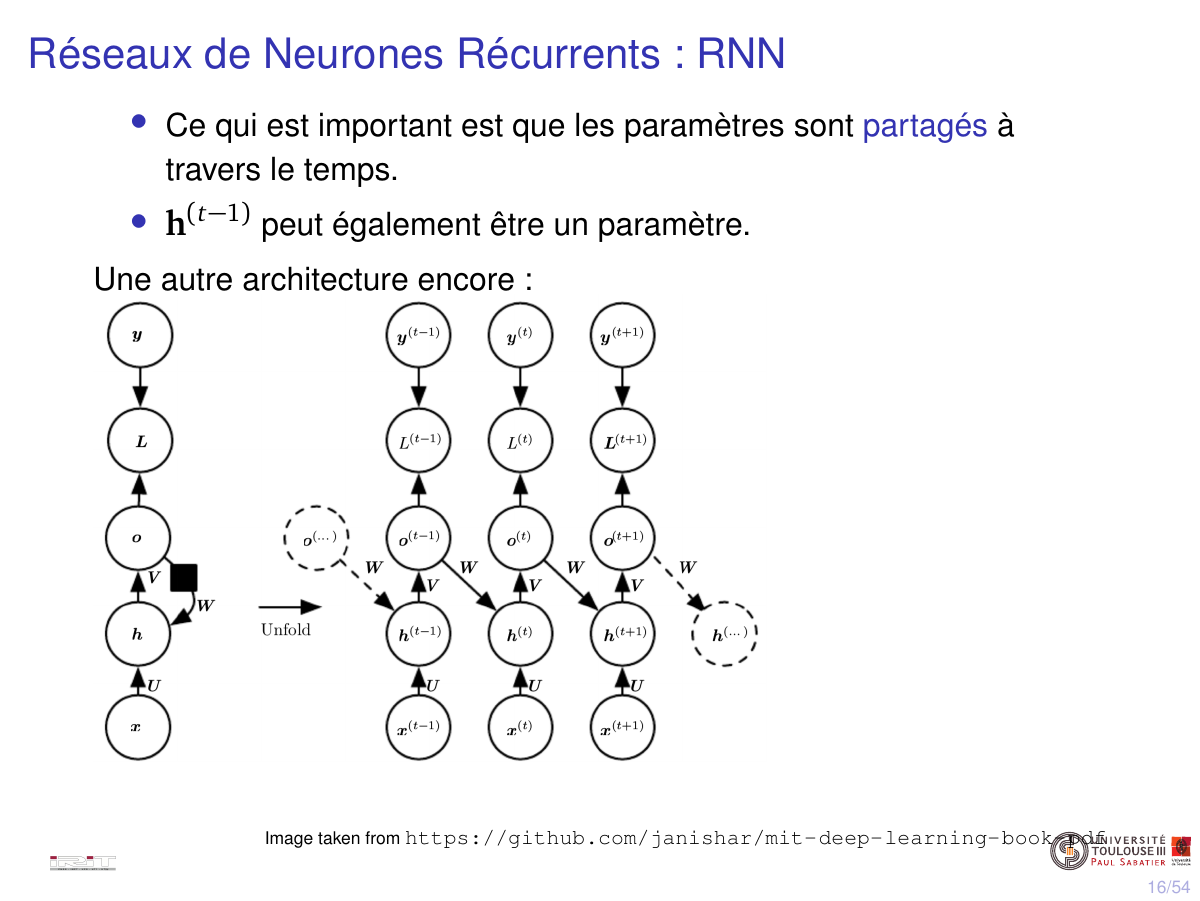 Réseaux de Neurones Récurrents : RNN
• Ce qui est important est que les paramètres sont partagés à
travers le temps.
• h^(t−1) peut également être un paramètre.
Une autre architecture encore :
y y^(t−1) y^(t) y^(t+1)
L L^(t−1) L^(t) L^(t+1)
o o^(...) o^(t−1) o^(t) o^(t+1)
W W W W
V V V V
W
h Unfold h^(t−1) h^(t) h^(t+1) h^(...)
U U U U
x x^(t−1) x^(t) x^(t+1)
Image taken from https://github.com/janishar/mit-deep-learning-book-pdf
IRIT
UNIVERSITÉ
TOULOUSE III
PAUL SABATIER
16/54